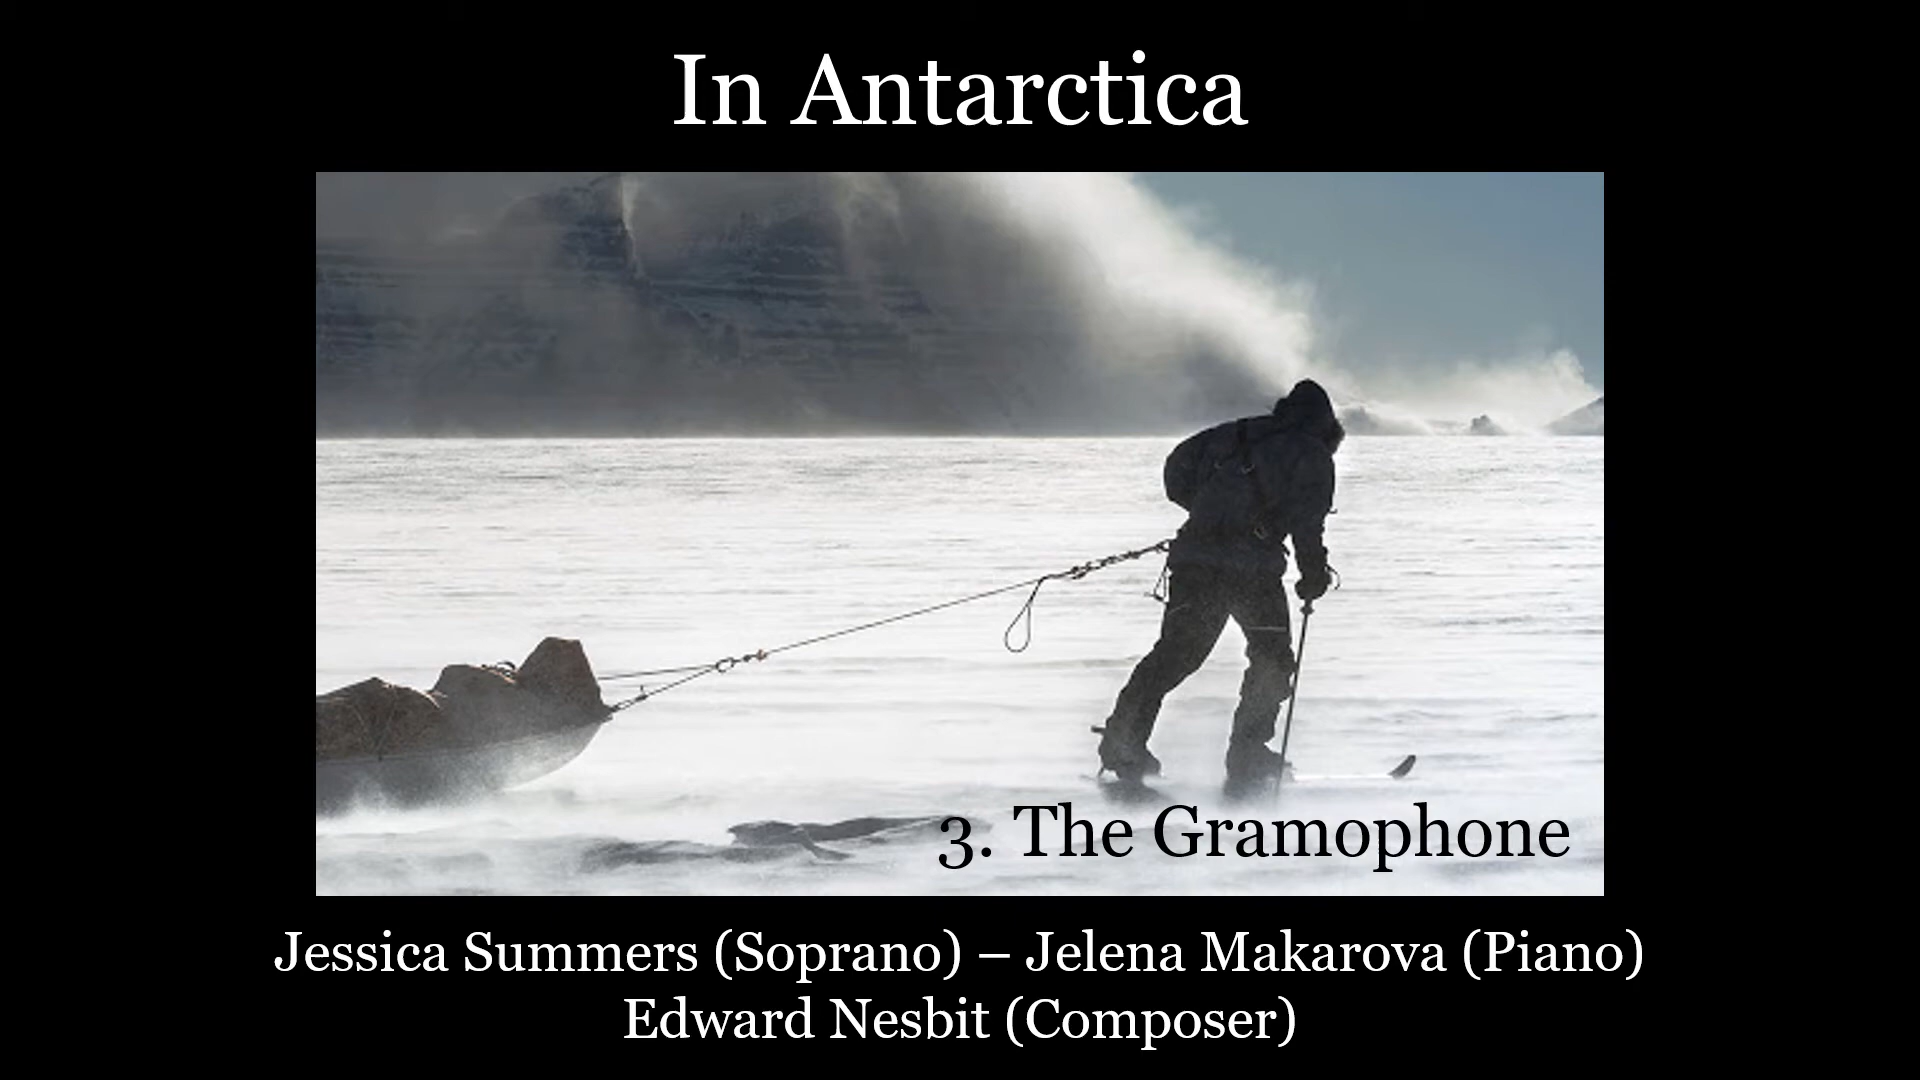 In Antarctica
3. The Gramophone
Jessica Summers (Soprano) – Jelena Makarova (Piano)
Edward Nesbit (Composer)